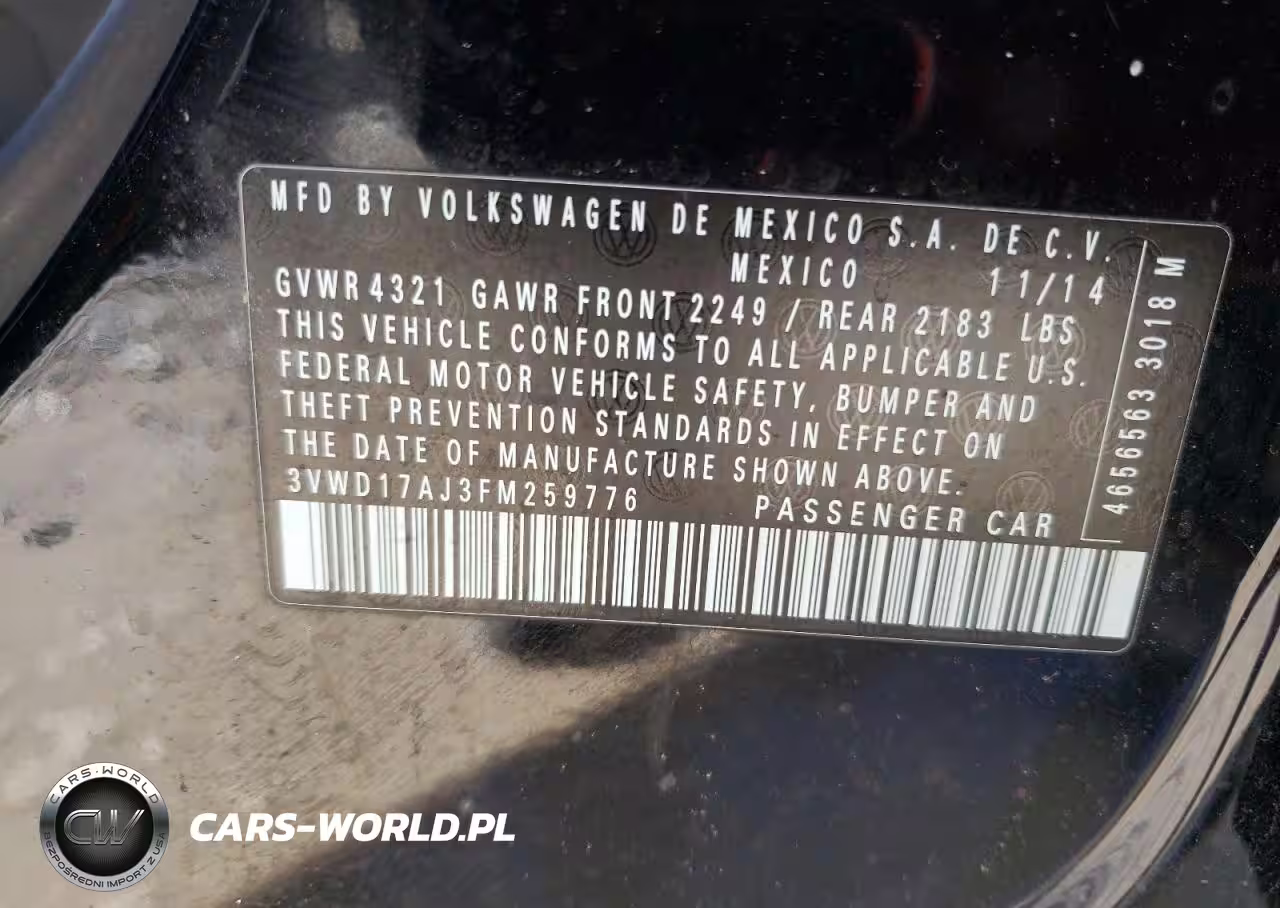 MFD BY VOLKSWAGEN DE MEXICO S.A. DE C.V.
MEXICO 11/14
GVWR 4321 GAWR FRONT 2249 / REAR 2183 LBS
THIS VEHICLE CONFORMS TO ALL APPLICABLE U.S.
FEDERAL MOTOR VEHICLE SAFETY, BUMPER AND
THEFT PREVENTION STANDARDS IN EFFECT ON
THE DATE OF MANUFACTURE SHOWN ABOVE.
3VWD17AJ3FM259776 PASSENGER CAR
4656563 3018 M
CARS-WORLD
CW
BEZPOŚREDNI IMPORT Z USA
CARS-WORLD.PL